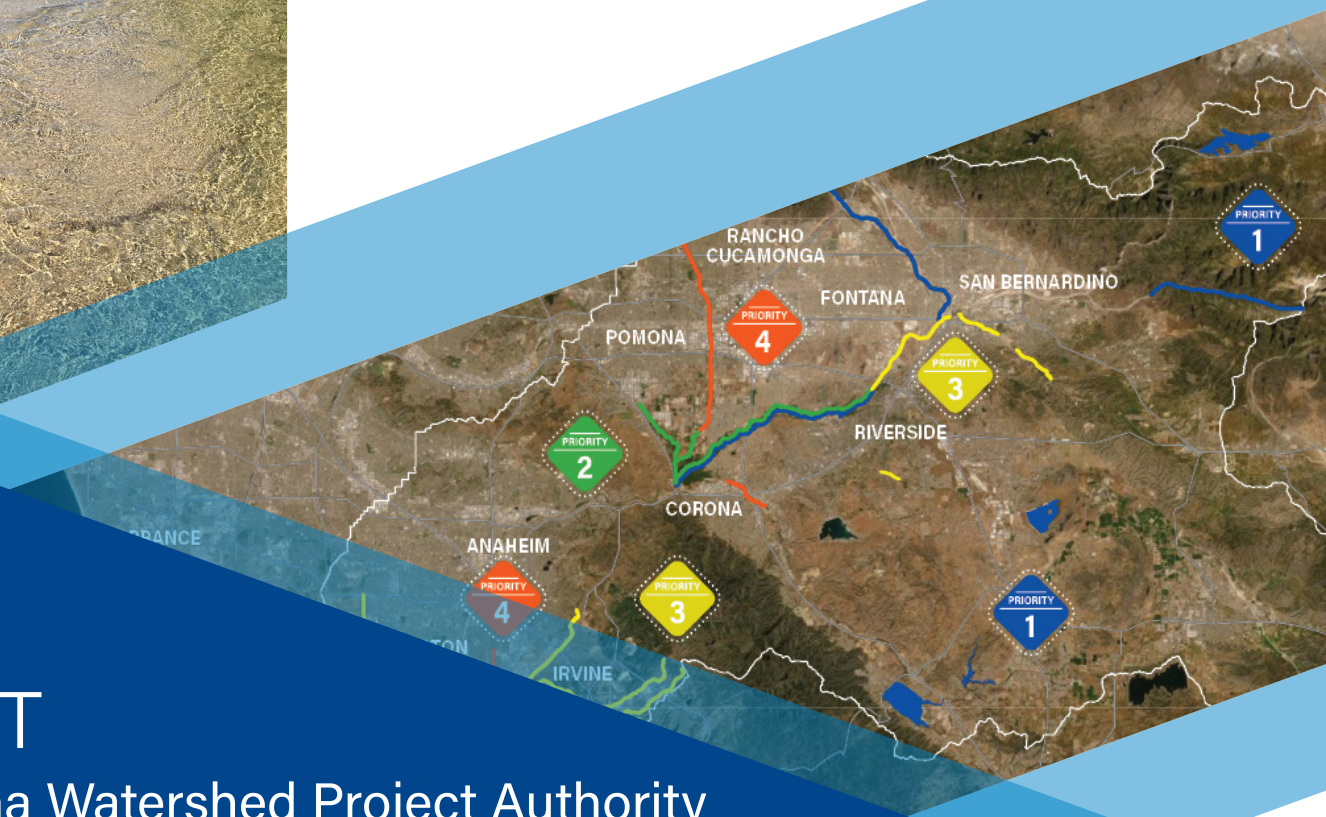 PRIORITY
1
RANCHO
CUCAMONGA
SAN BERNARDINO
FONTANA
PRIORITY
4
POMONA
PRIORITY
3
RIVERSIDE
PRIORITY
2
CORONA
ANAHEIM
PRIORITY
4
PRIORITY
3
PRIORITY
1
IRVINE
T
Watershed Project Authority